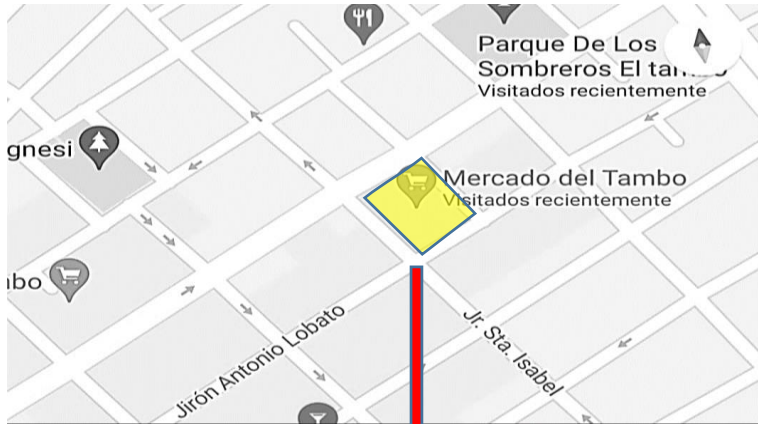 Parque De Los
Sombreros El tambo
Visitados recientemente
gnesi
Mercado del Tambo
Visitados recientemente
bo
Jirón Antonio Lobato
Jr. Sta. Isabel